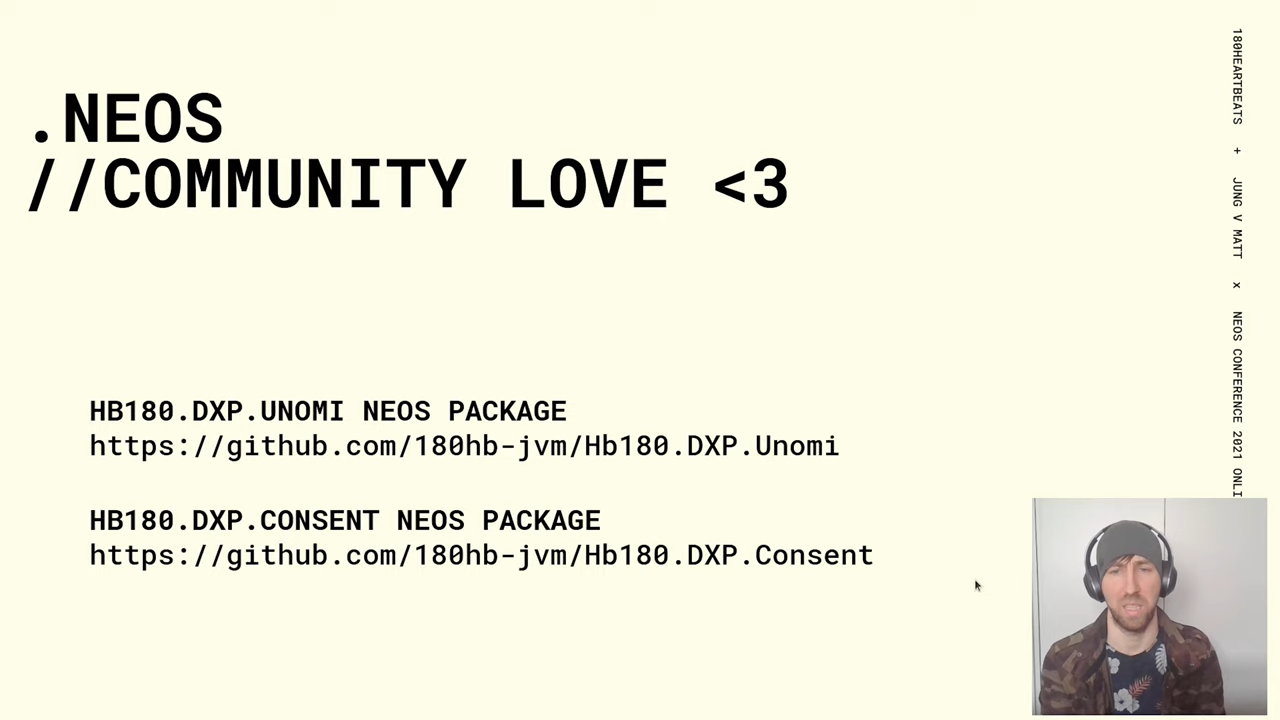 .NEOS
//COMMUNITY LOVE <3
HB180.DXP.UNOMI NEOS PACKAGE
https://github.com/180hb-jvm/Hb180.DXP.Unomi
HB180.DXP.CONSENT NEOS PACKAGE
https://github.com/180hb-jvm/Hb180.DXP.Consent
180HEARTBEATS + JUNG V MATT x NEOS CONFERENCE 2021 ONLI